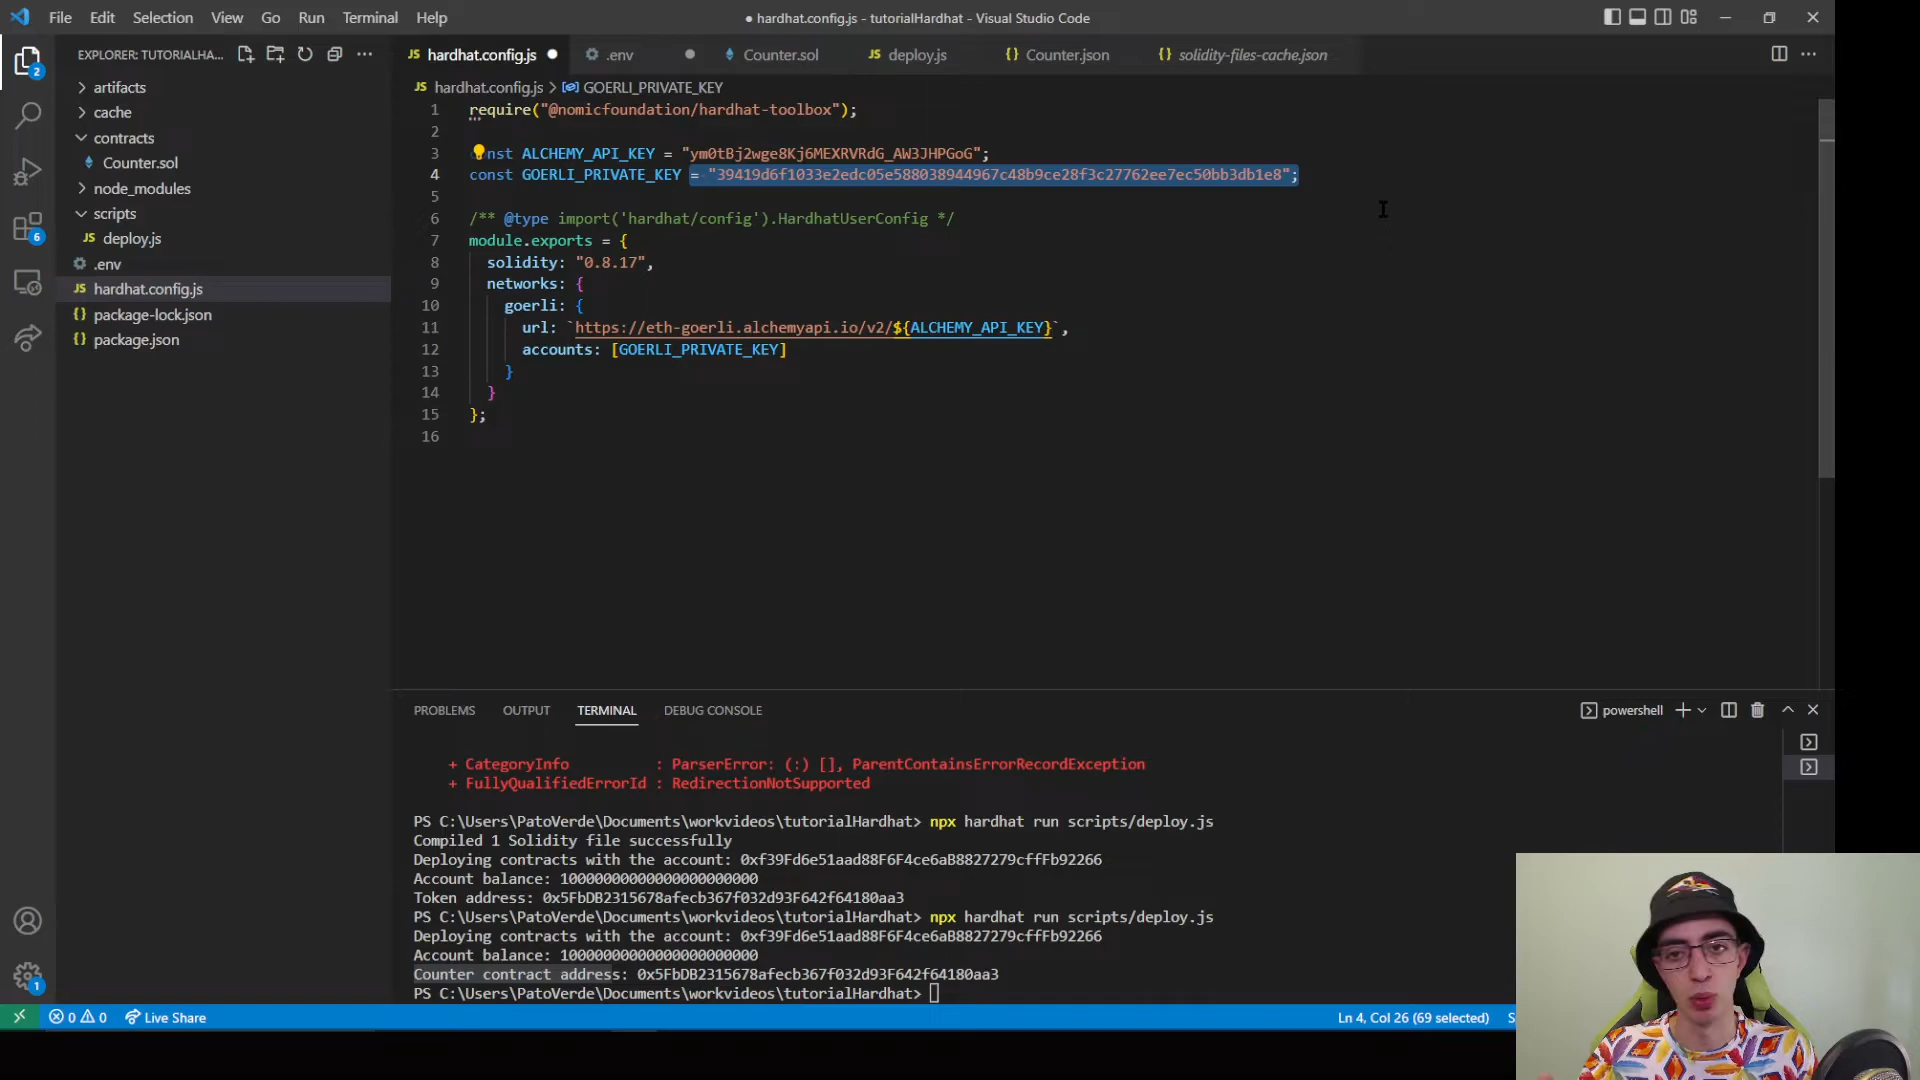 File Edit Selection View Go Run Terminal Help
● hardhat.config.js - tutorialHardhat - Visual Studio Code
EXPLORER: TUTORIALHA...
artifacts
cache
contracts
Counter.sol
node_modules
scripts
JS deploy.js
.env
JS hardhat.config.js
{} package-lock.json
{} package.json
2
6
1
JS hardhat.config.js ● .env ● Counter.sol JS deploy.js {} Counter.json {} solidity-files-cache.json
JS hardhat.config.js > GOERLI_PRIVATE_KEY
1 require("@nomicfoundation/hardhat-toolbox");
2
3 const ALCHEMY_API_KEY = "ym0tBj2wge8Kj6MEXRVRdG_AW3JHPGoG";
4 const GOERLI_PRIVATE_KEY = "39419d6f1033e2edc05e588038944967c48b9ce28f3c27762ee7ec50bb3db1e8";
5
6 /** @type import('hardhat/config').HardhatUserConfig */
7 module.exports = {
8 solidity: "0.8.17",
9 networks: {
10 goerli: {
11 url: `https://eth-goerli.alchemyapi.io/v2/${ALCHEMY_API_KEY}`,
12 accounts: [GOERLI_PRIVATE_KEY]
13 }
14 }
15 };
16
PROBLEMS OUTPUT TERMINAL DEBUG CONSOLE
powershell
+ CategoryInfo : ParserError: (:) [], ParentContainsErrorRecordException
+ FullyQualifiedErrorId : RedirectionNotSupported
PS C:\Users\PatoVerde\Documents\workvideos\tutorialHardhat> npx hardhat run scripts/deploy.js
Compiled 1 Solidity file successfully
Deploying contracts with the account: 0xf39Fd6e51aad88F6F4ce6aB8827279cffFb92266
Account balance: 10000000000000000000000
Token address: 0x5FbDB2315678afecb367f032d93F642f64180aa3
PS C:\Users\PatoVerde\Documents\workvideos\tutorialHardhat> npx hardhat run scripts/deploy.js
Deploying contracts with the account: 0xf39Fd6e51aad88F6F4ce6aB8827279cffFb92266
Account balance: 10000000000000000000000
Counter contract address: 0x5FbDB2315678afecb367f032d93F642f64180aa3
PS C:\Users\PatoVerde\Documents\workvideos\tutorialHardhat>
0 0 Live Share
Ln 4, Col 26 (69 selected) S